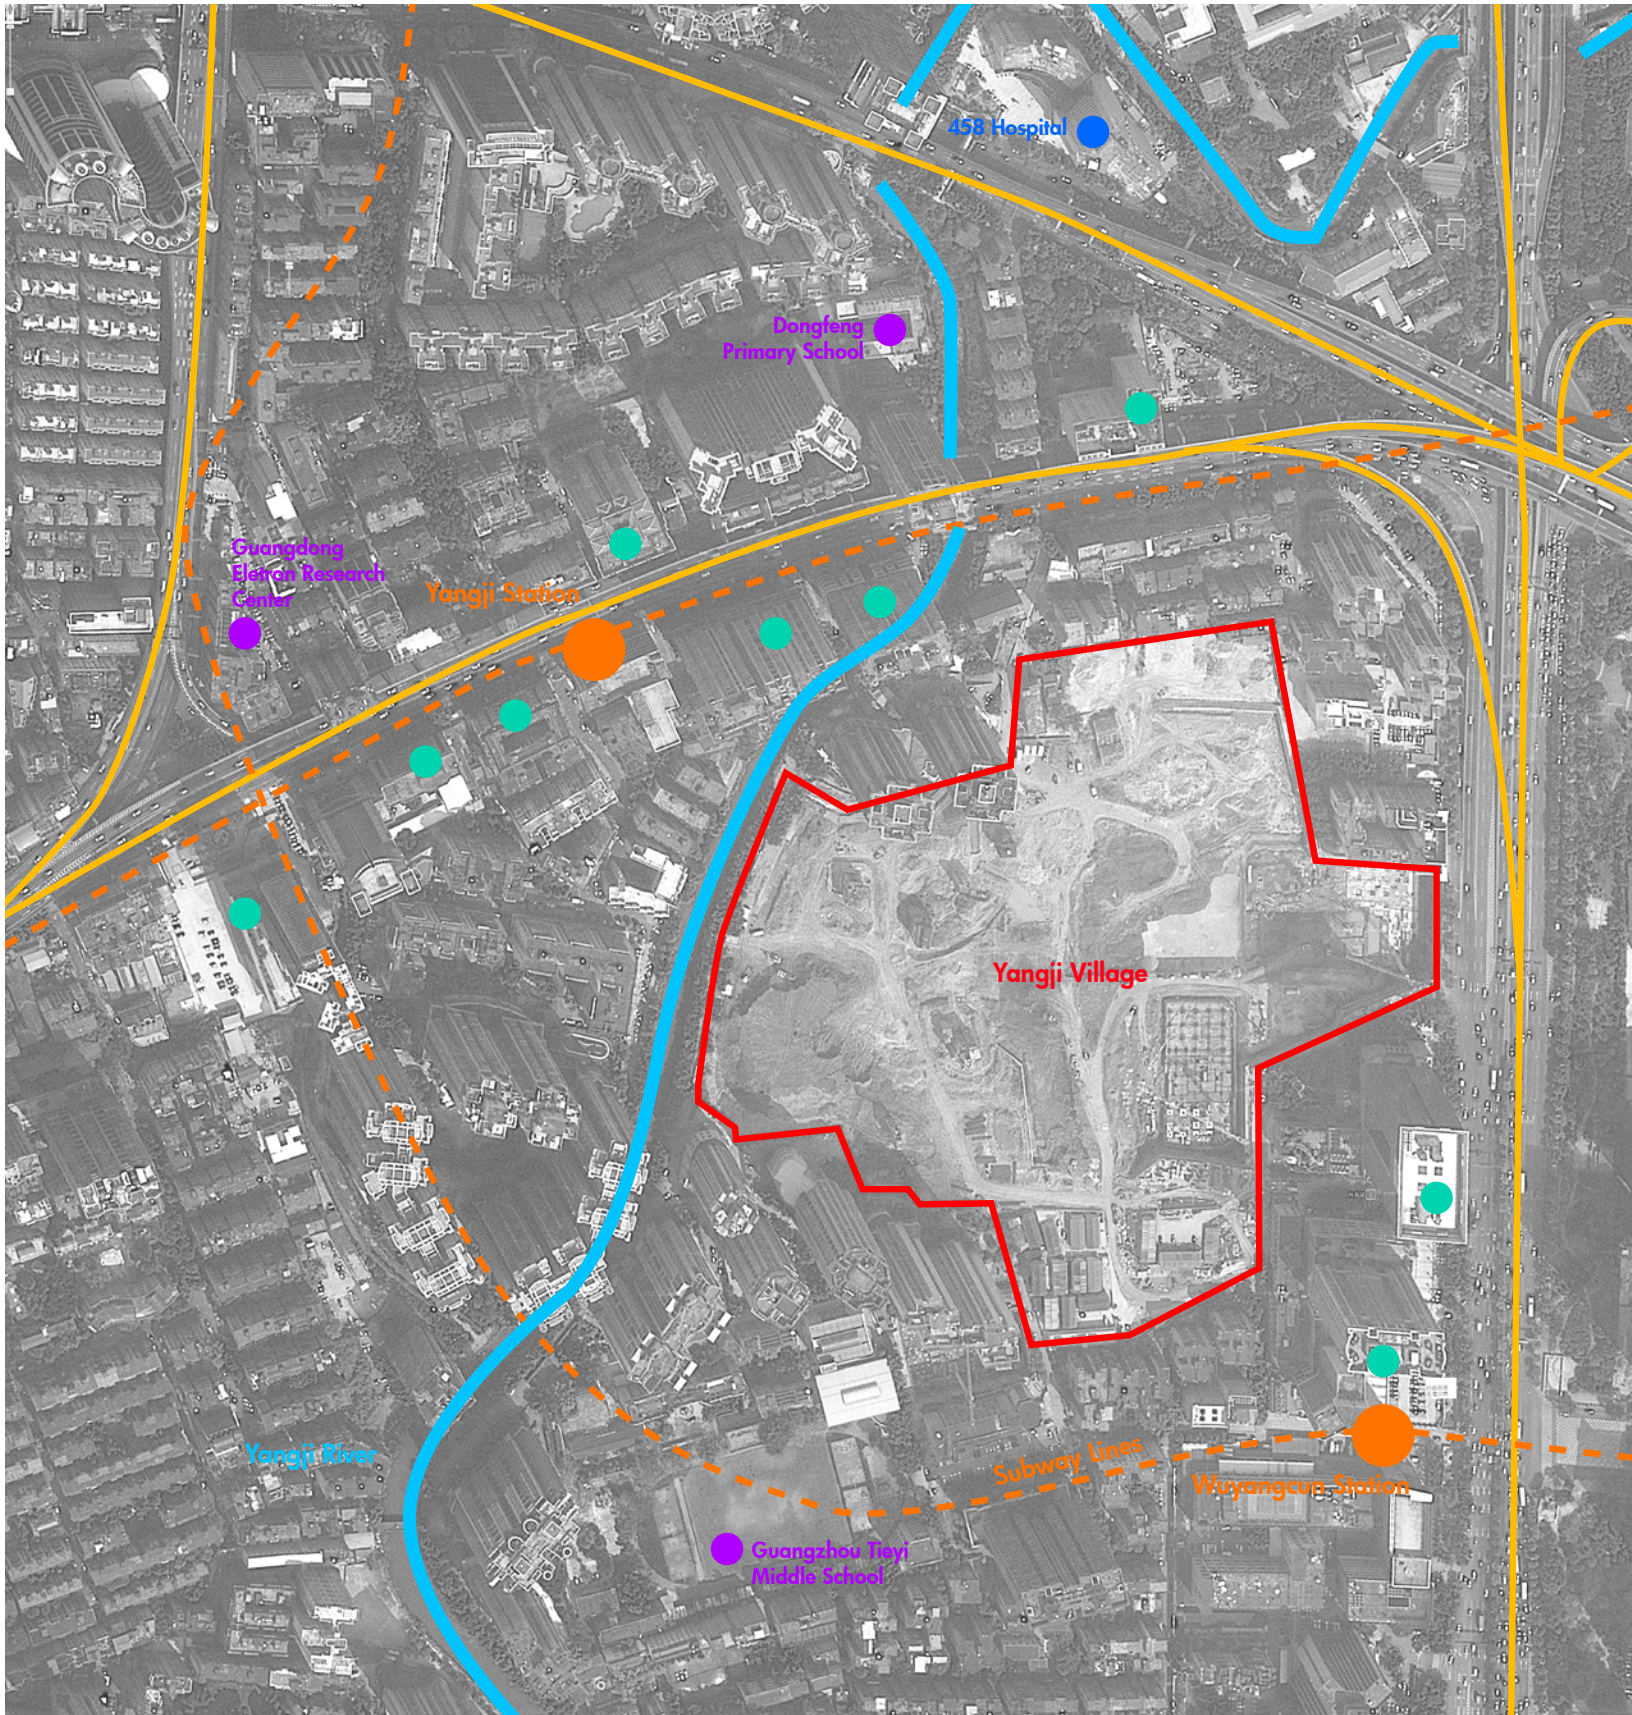 458 Hospital
Dongfeng
Primary School
Guangdong
Eletron Research
Center
Yangji Station
Yangji Village
Yangji River
Subway Lines
Wuyangcun Station
Guangzhou Tieyi
Middle School